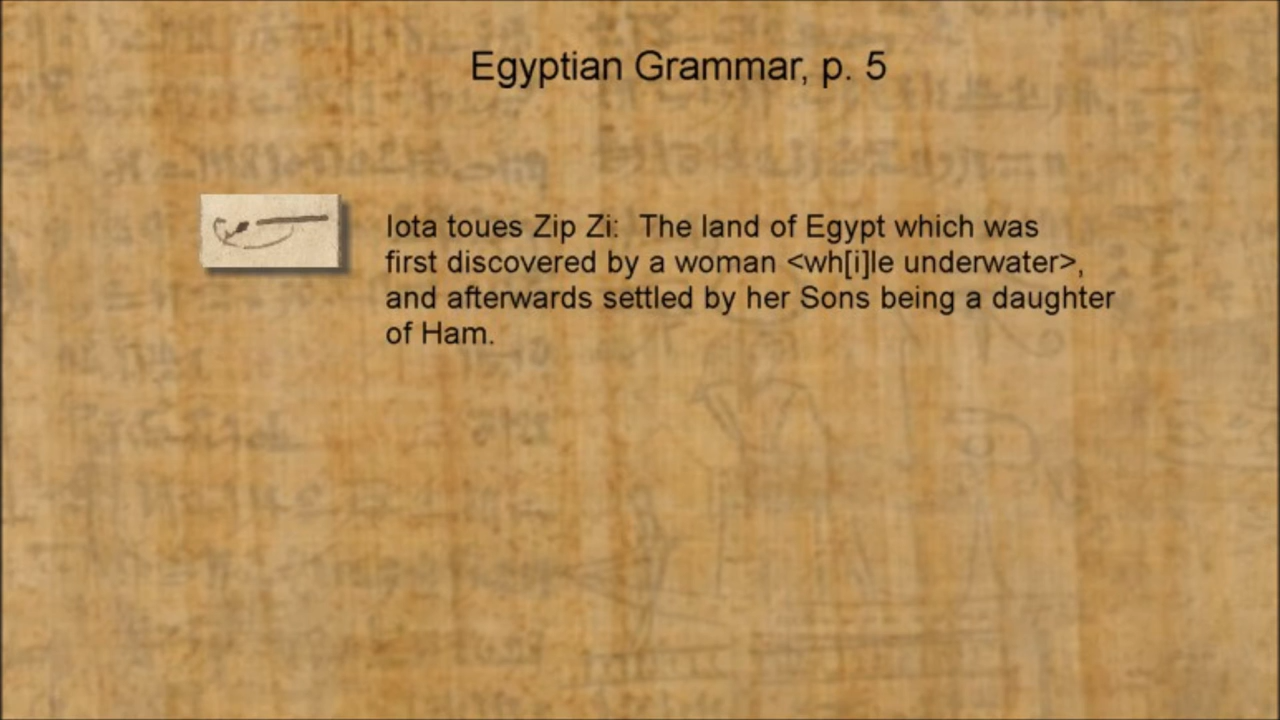 Egyptian Grammar, p. 5
Iota toues Zip Zi:  The land of Egypt which was
first discovered by a woman <wh[i]le underwater>,
and afterwards settled by her Sons being a daughter
of Ham.